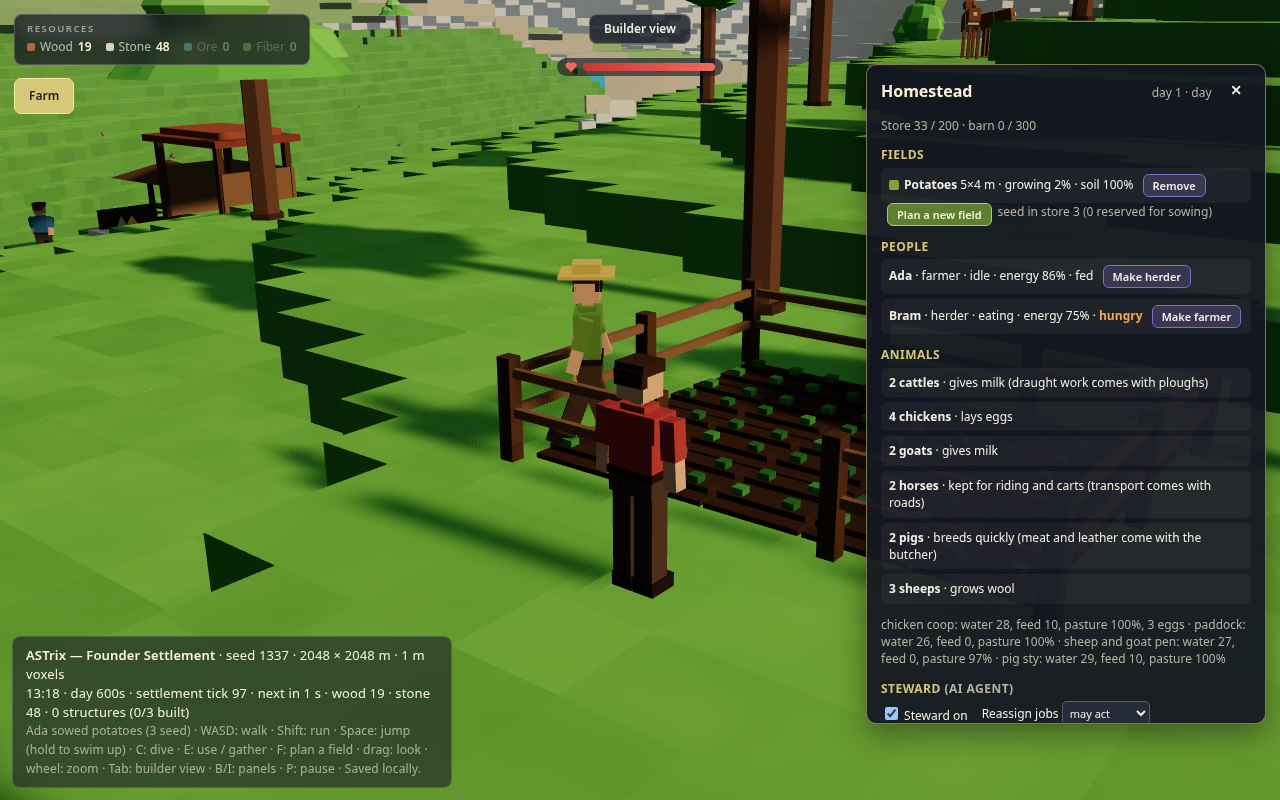 RESOURCES
Wood 19 Stone 48 Ore 0 Fiber 0
Farm
Builder view
Homestead day 1 · day ×
Store 33 / 200 · barn 0 / 300
FIELDS
Potatoes 5×4 m · growing 2% · soil 100% Remove
Plan a new field seed in store 3 (0 reserved for sowing)
PEOPLE
Ada · farmer · idle · energy 86% · fed Make herder
Bram · herder · eating · energy 75% · hungry Make farmer
ANIMALS
2 cattles · gives milk (draught work comes with ploughs)
4 chickens · lays eggs
2 goats · gives milk
2 horses · kept for riding and carts (transport comes with
roads)
2 pigs · breeds quickly (meat and leather come with the
butcher)
3 sheeps · grows wool
chicken coop: water 28, feed 10, pasture 100%, 3 eggs · paddock:
water 26, feed 0, pasture 100% · sheep and goat pen: water 27,
feed 0, pasture 97% · pig sty: water 29, feed 10, pasture 100%
STEWARD (AI AGENT)
Steward on Reassign jobs may act
ASTrix — Founder Settlement · seed 1337 · 2048 × 2048 m · 1 m
voxels
13:18 · day 600s · settlement tick 97 · next in 1 s · wood 19 · stone
48 · 0 structures (0/3 built)
Ada sowed potatoes (3 seed) · WASD: walk · Shift: run · Space: jump
(hold to swim up) · C: dive · E: use / gather · F: plan a field · drag: look ·
wheel: zoom · Tab: builder view · B/I: panels · P: pause · Saved locally.